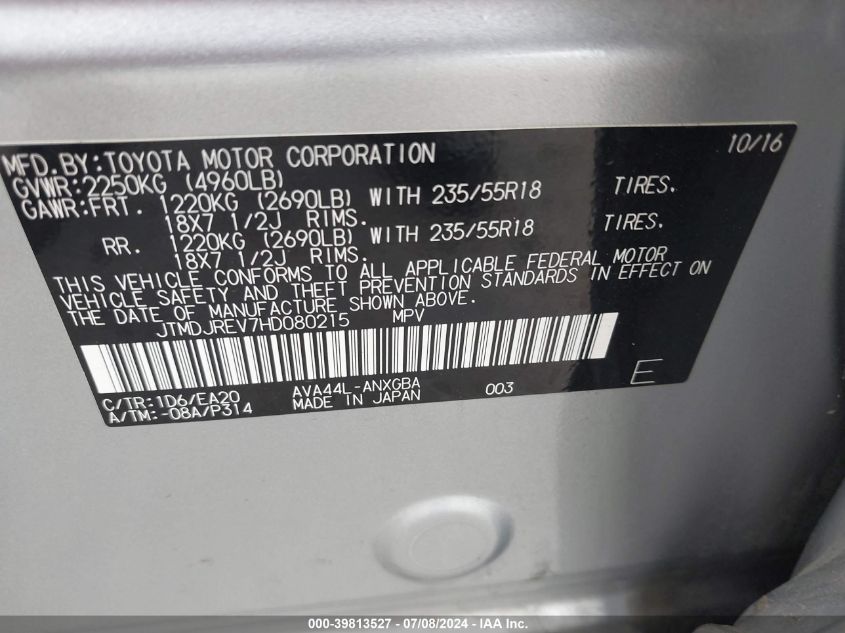 MFD.BY:TOYOTA MOTOR CORPORATION 10/16
GVWR:2250KG (4960LB)
GAWR:FRT. 1220KG (2690LB) WITH 235/55R18 TIRES.
18X7 1/2J RIMS.
RR. 1220KG (2690LB) WITH 235/55R18 TIRES.
18X7 1/2J RIMS.
THIS VEHICLE CONFORMS TO ALL APPLICABLE FEDERAL MOTOR
VEHICLE SAFETY AND THEFT PREVENTION STANDARDS IN EFFECT ON
THE DATE OF MANUFACTURE SHOWN ABOVE.
JTMDJREV7HD080215 MPV
C/TR:1D6/EA20 AVA44L-ANXGBA 003 E
A/TM:-08A/P314 MADE IN JAPAN
000-39813527 - 07/08/2024 - IAA Inc.